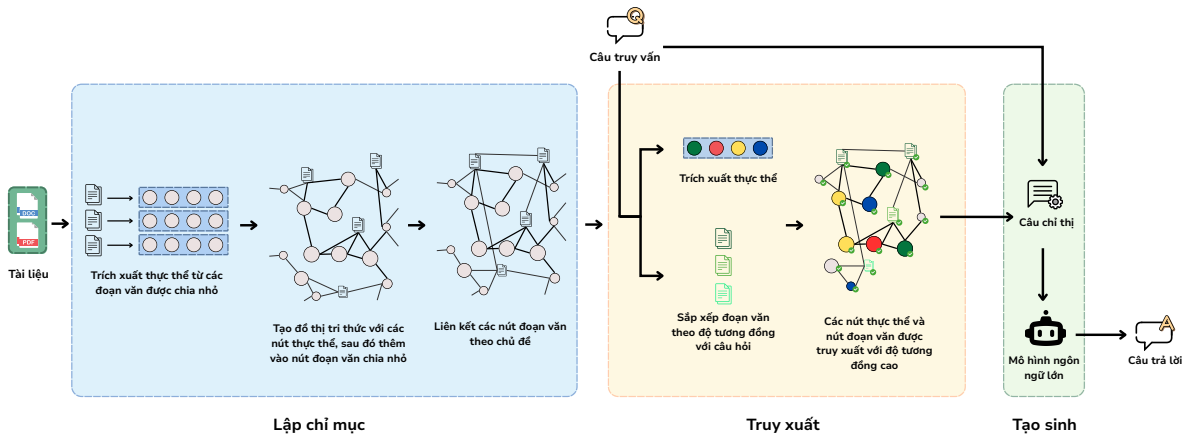 Câu truy vấn
DOC
PDF
Tài liệu
Trích xuất thực thể từ các
đoạn văn được chia nhỏ
Tạo đồ thị tri thức với các
nút thực thể, sau đó thêm
vào nút đoạn văn chia nhỏ
Liên kết các nút đoạn văn
theo chủ đề
Trích xuất thực thể
Sắp xếp đoạn văn
theo độ tương đồng
với câu hỏi
Các nút thực thể và
nút đoạn văn được
truy xuất với độ tương
đồng cao
Câu chỉ thị
Mô hình ngôn
ngữ lớn
Q
A
Câu trả lời
Lập chỉ mục
Truy xuất
Tạo sinh